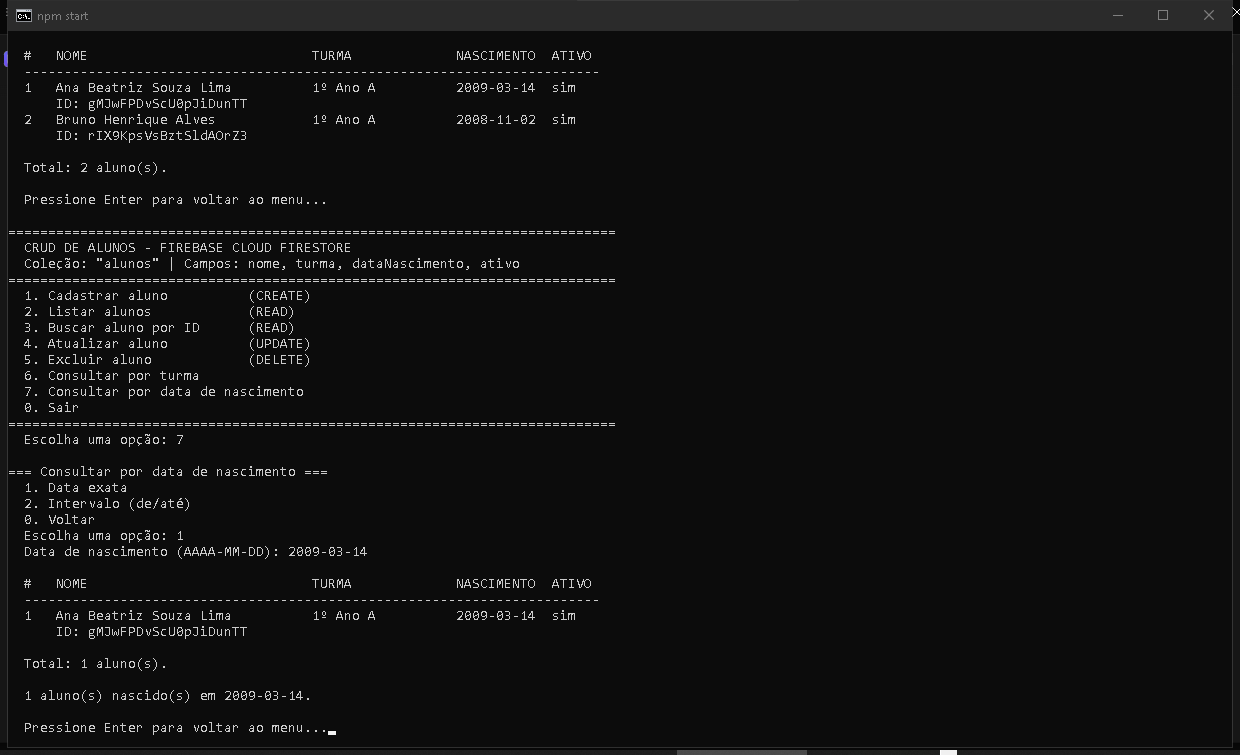 npm start
#   NOME                            TURMA             NASCIMENTO  ATIVO
------------------------------------------------------------------------
1   Ana Beatriz Souza Lima          1º Ano A          2009-03-14  sim
    ID: gMJwFPDvScU0pJiDunTT
2   Bruno Henrique Alves            1º Ano A          2008-11-02  sim
    ID: rIX9KpsVsBztSldAOrZ3
Total: 2 aluno(s).
Pressione Enter para voltar ao menu...
============================================================================
CRUD DE ALUNOS - FIREBASE CLOUD FIRESTORE
Coleção: "alunos" | Campos: nome, turma, dataNascimento, ativo
============================================================================
1. Cadastrar aluno          (CREATE)
2. Listar alunos            (READ)
3. Buscar aluno por ID      (READ)
4. Atualizar aluno          (UPDATE)
5. Excluir aluno            (DELETE)
6. Consultar por turma
7. Consultar por data de nascimento
0. Sair
============================================================================
Escolha uma opção: 7
=== Consultar por data de nascimento ===
1. Data exata
2. Intervalo (de/até)
0. Voltar
Escolha uma opção: 1
Data de nascimento (AAAA-MM-DD): 2009-03-14
#   NOME                            TURMA             NASCIMENTO  ATIVO
------------------------------------------------------------------------
1   Ana Beatriz Souza Lima          1º Ano A          2009-03-14  sim
    ID: gMJwFPDvScU0pJiDunTT
Total: 1 aluno(s).
1 aluno(s) nascido(s) em 2009-03-14.
Pressione Enter para voltar ao menu...